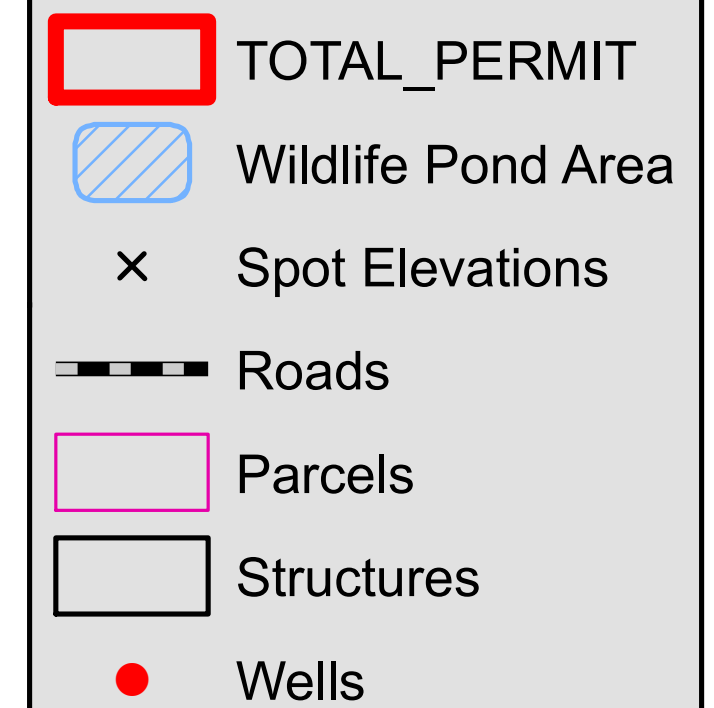 TOTAL_PERMIT
Wildlife Pond Area
Spot Elevations
Roads
Parcels
Structures
Wells